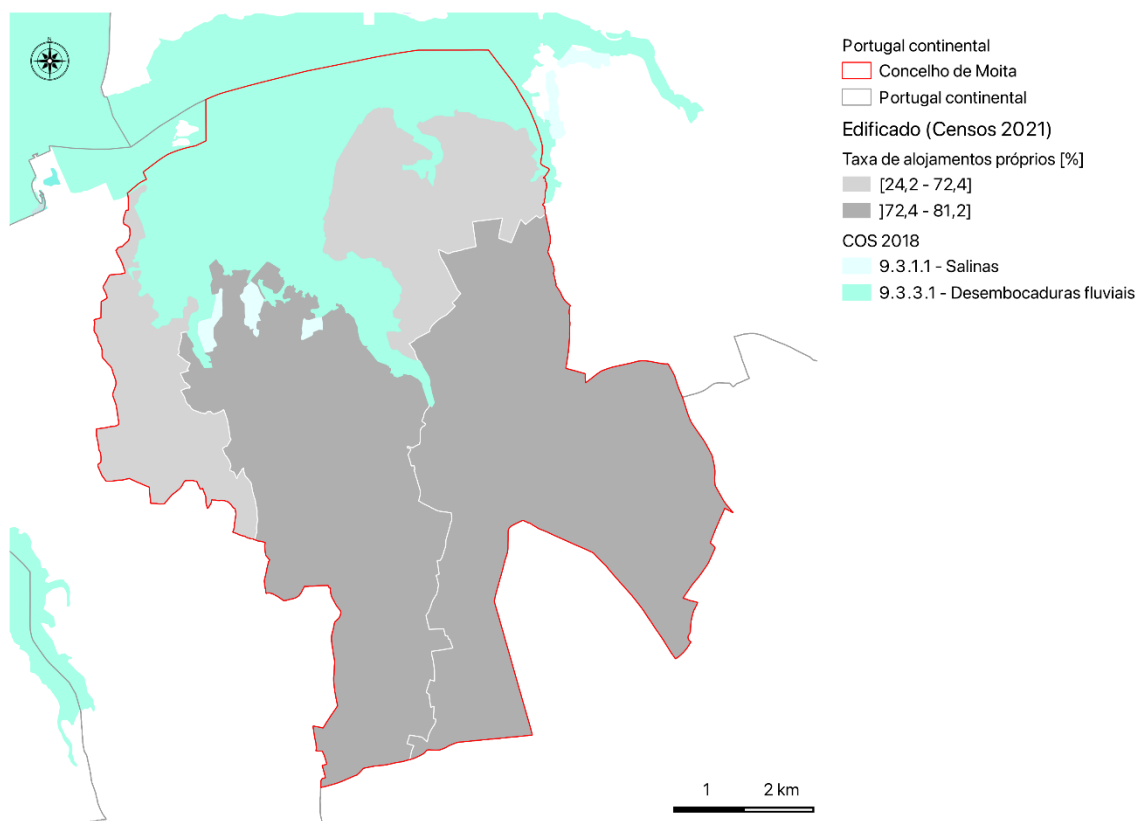 Portugal continental
Concelho de Moita
Portugal continental
Edificado (Censos 2021)
Taxa de alojamentos próprios [%]
[24,2 - 72,4]
]72,4 - 81,2]
COS 2018
9.3.1.1 - Salinas
9.3.3.1 - Desembocaduras fluviais
1 2 km